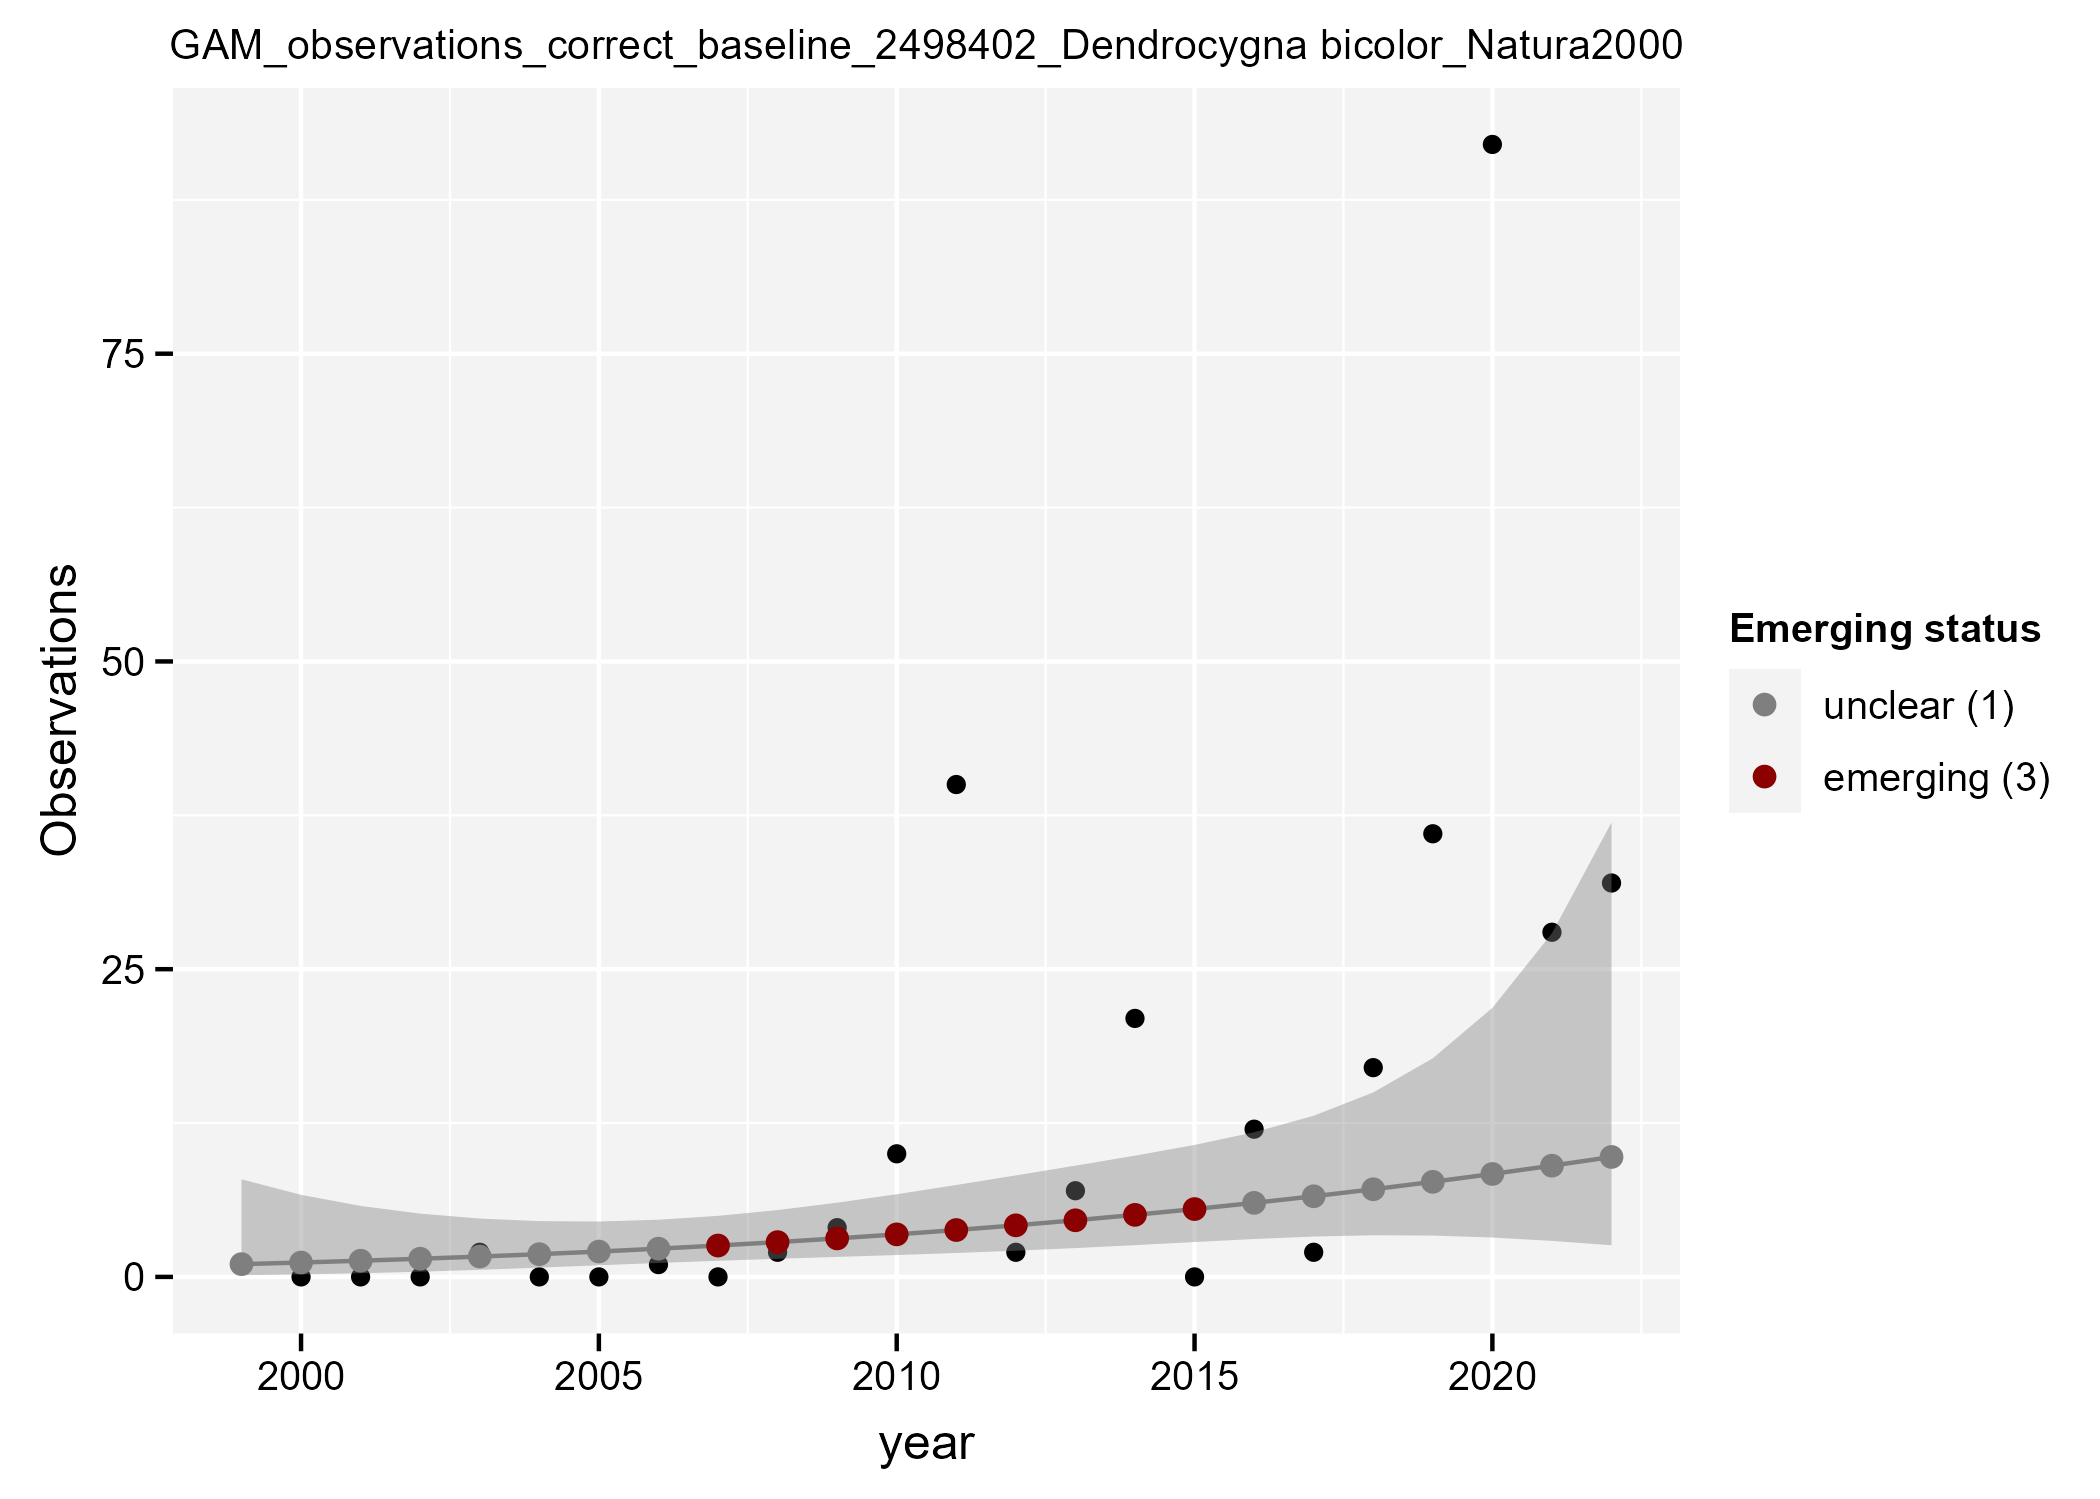 GAM_observations_correct_baseline_2498402_Dendrocygna bicolor_Natura2000
75
50
25
0
Observations
2000 2005 2010 2015 2020
year
Emerging status
unclear (1)
emerging (3)